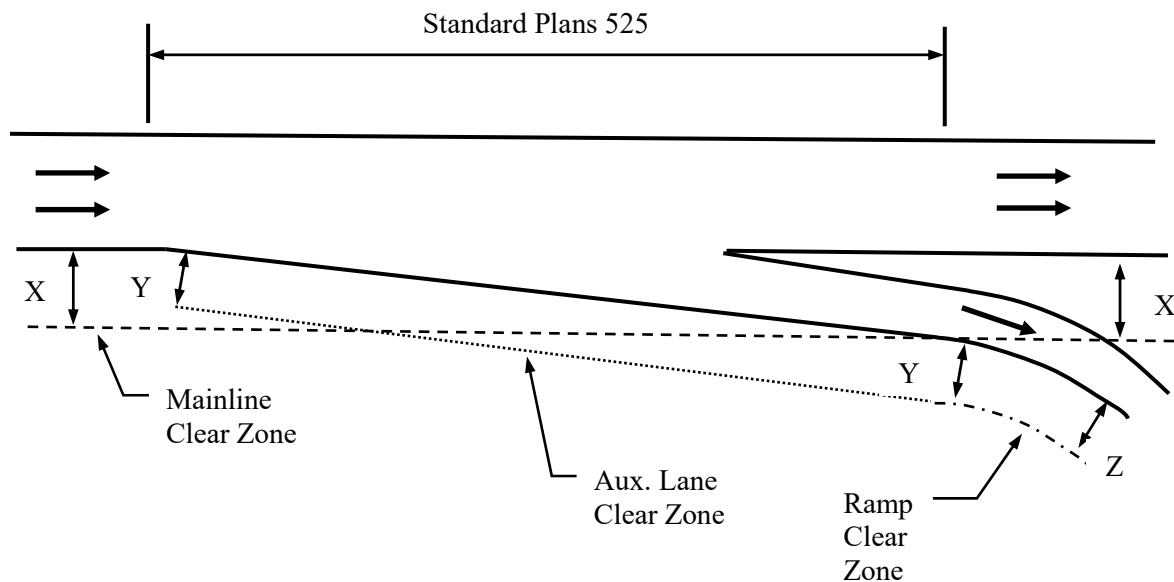 Standard Plans 525
X
Y
X
Y
Z
Mainline
Clear Zone
Aux. Lane
Clear Zone
Ramp
Clear
Zone